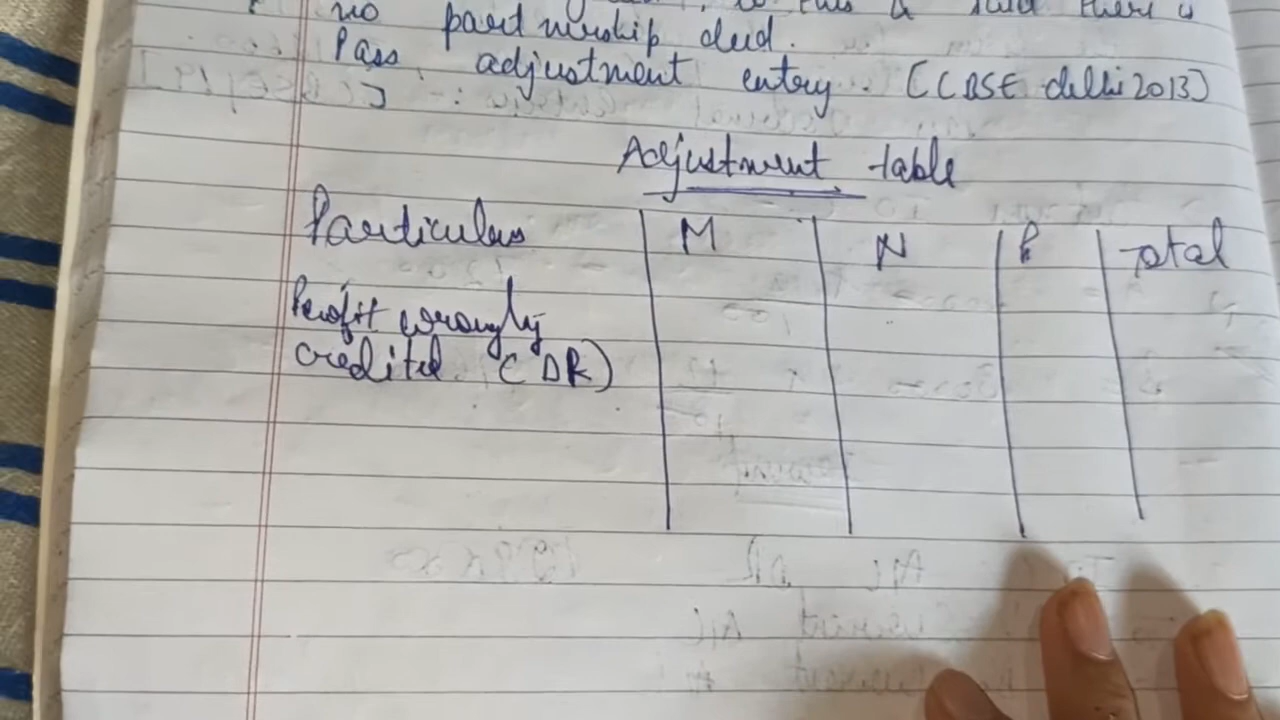 no partnership deed.
Pass adjustment entry. (CBSE delhi 2013)
Adjustment table
Particulars M N P Total
Profit wrongly
credited. (DR)